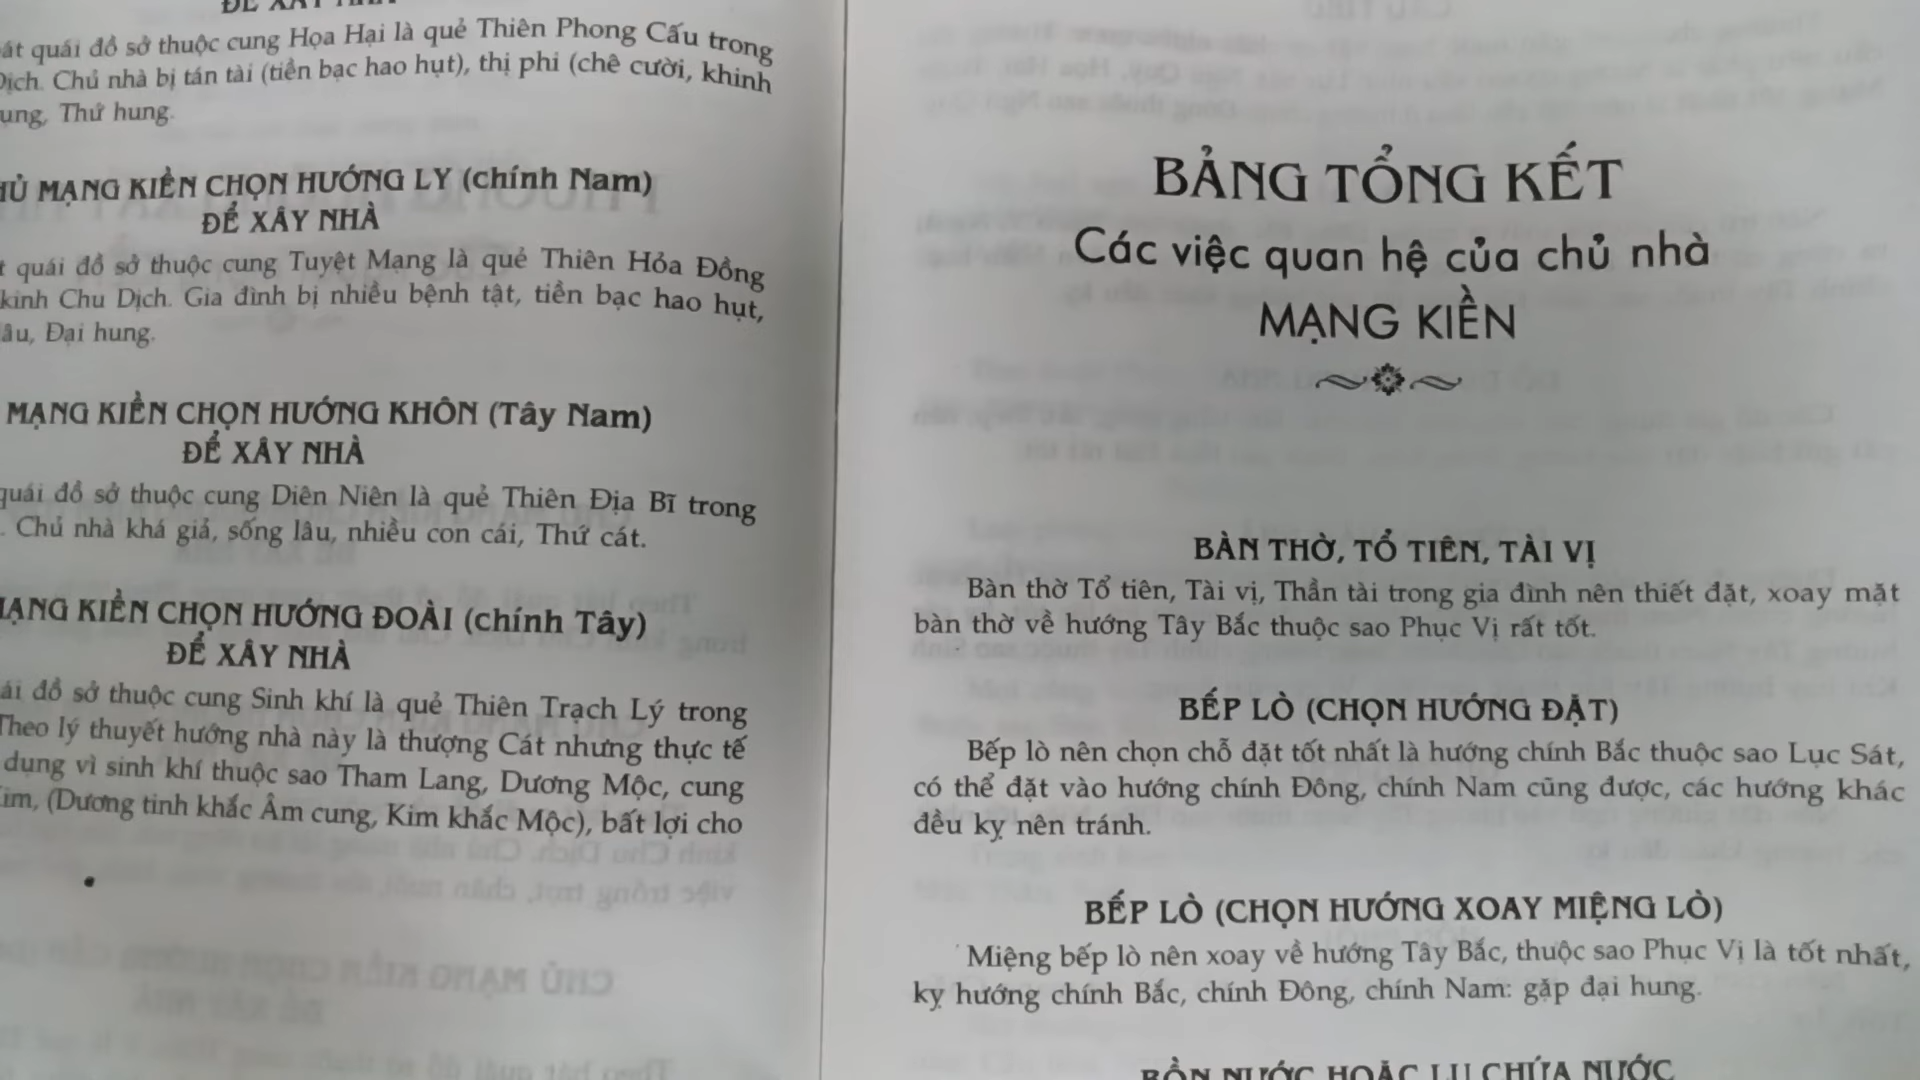 ĐỂ XÂY NHÀ
át quái đồ sở thuộc cung Họa Hại là quẻ Thiên Phong Cấu trong
Dịch. Chủ nhà bị tán tài (tiền bạc hao hụt), thị phi (chê cười, khinh
ụng, Thứ hung.
HỦ MẠNG KIỀN CHỌN HƯỚNG LY (chính Nam)
ĐỂ XÂY NHÀ
t quái đồ sở thuộc cung Tuyệt Mạng là quẻ Thiên Hỏa Đồng
kinh Chu Dịch. Gia đình bị nhiều bệnh tật, tiền bạc hao hụt,
âu, Đại hung.
MẠNG KIỀN CHỌN HƯỚNG KHÔN (Tây Nam)
ĐỂ XÂY NHÀ
quái đồ sở thuộc cung Diên Niên là quẻ Thiên Địa Bĩ trong
. Chủ nhà khá giả, sống lâu, nhiều con cái, Thứ cát.
MẠNG KIỀN CHỌN HƯỚNG ĐOÀI (chính Tây)
ĐỂ XÂY NHÀ
ái đồ sở thuộc cung Sinh khí là quẻ Thiên Trạch Lý trong
Theo lý thuyết hướng nhà này là thượng Cát nhưng thực tế
dụng vì sinh khí thuộc sao Tham Lang, Dương Mộc, cung
Kim, (Dương tinh khắc Âm cung, Kim khắc Mộc), bất lợi cho
BẢNG TỔNG KẾT
Các việc quan hệ của chủ nhà
MẠNG KIỀN
BÀN THỜ, TỔ TIÊN, TÀI VỊ
Bàn thờ Tổ tiên, Tài vị, Thần tài trong gia đình nên thiết đặt, xoay mặt
bàn thờ về hướng Tây Bắc thuộc sao Phục Vị rất tốt.
BẾP LÒ (CHỌN HƯỚNG ĐẶT)
Bếp lò nên chọn chỗ đặt tốt nhất là hướng chính Bắc thuộc sao Lục Sát,
có thể đặt vào hướng chính Đông, chính Nam cũng được, các hướng khác
đều kỵ nên tránh.
BẾP LÒ (CHỌN HƯỚNG XOAY MIỆNG LÒ)
Miệng bếp lò nên xoay về hướng Tây Bắc, thuộc sao Phục Vị là tốt nhất,
kỵ hướng chính Bắc, chính Đông, chính Nam: gặp đại hung.
BỒN NƯỚC HOẶC LU CHỨA NƯỚC